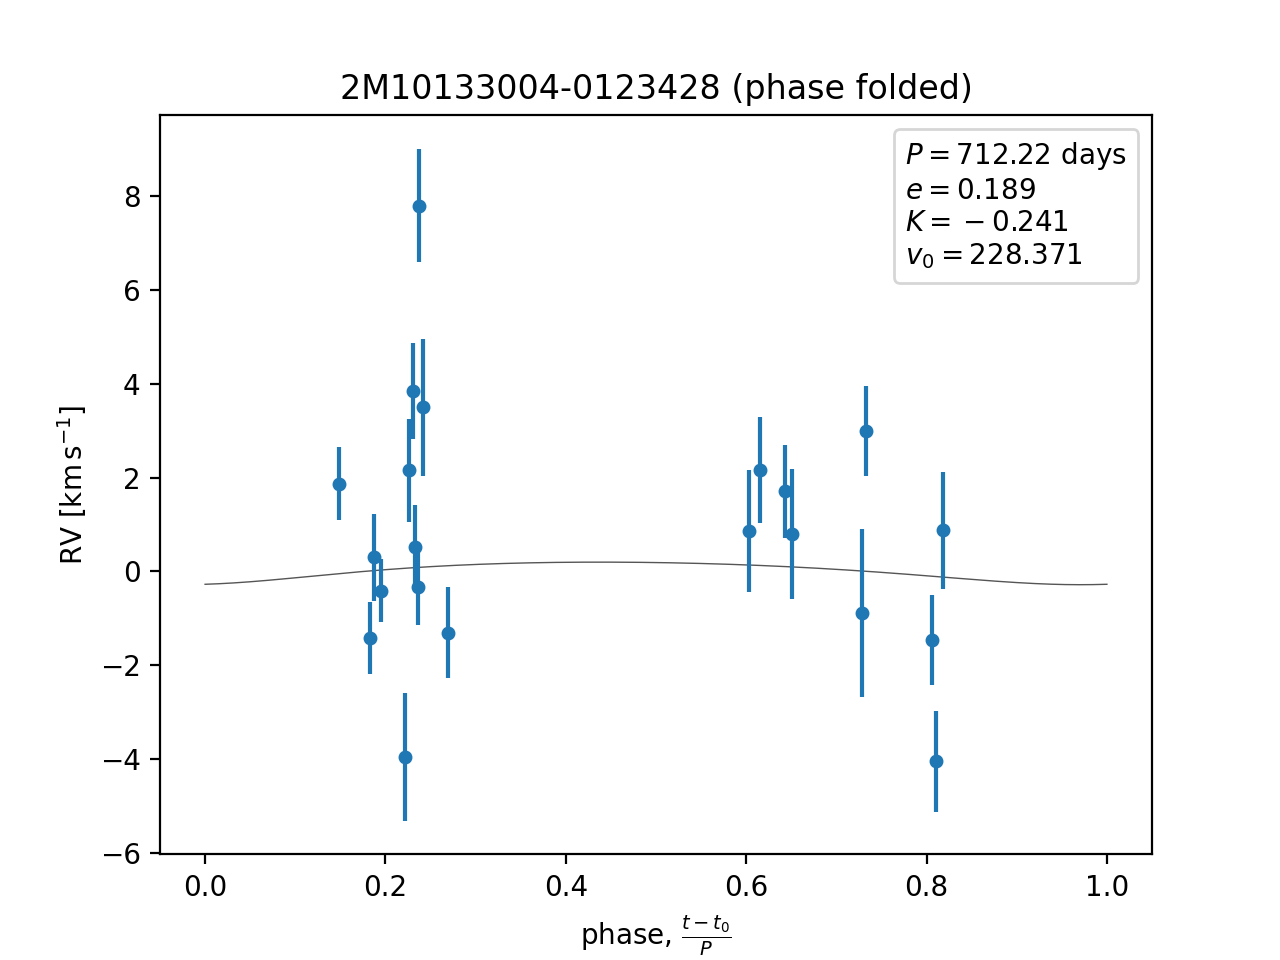 2M10133004-0123428 (phase folded)
P = 712.22 days
e = 0.189
K = −0.241
v₀ = 228.371
8
6
4
2
0
−2
−4
−6
RV [km s⁻¹]
0.0 0.2 0.4 0.6 0.8 1.0
phase, (t − t₀)/P